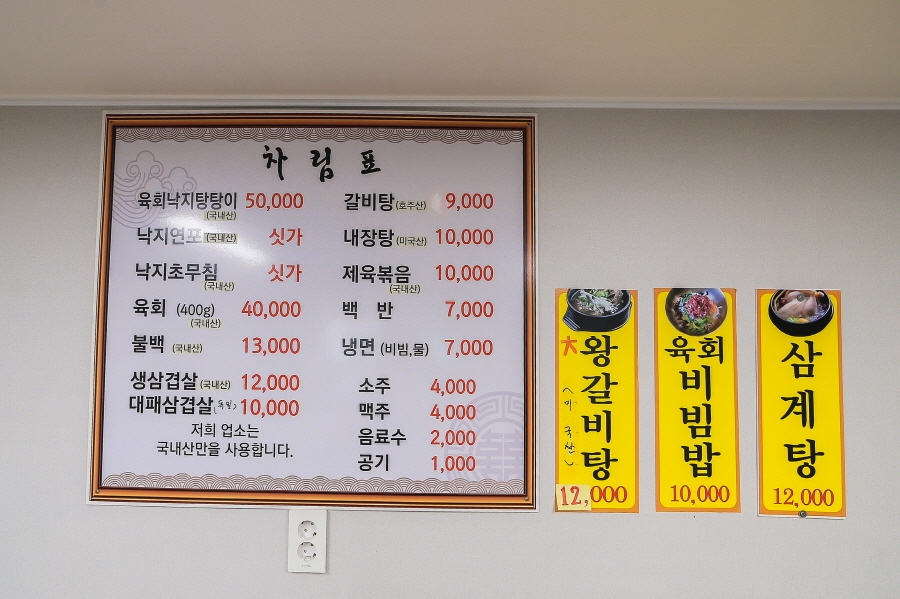 차림표
육회낙지탕탕이 50,000
(국내산)
낙지연포 (국내산) 싯가
낙지초무침 싯가
(국내산)
육회 (400g) 40,000
(국내산)
불백 (국내산) 13,000
생삼겹살 (국내산) 12,000
대패삼겹살 (독일) 10,000
저희 업소는
국내산만을 사용합니다.
갈비탕 (호주산) 9,000
내장탕 (미국산) 10,000
제육볶음 10,000
(국내산)
백 반 7,000
냉면 (비빔,물) 7,000
소주 4,000
맥주 4,000
음료수 2,000
공기 1,000
大 왕갈비탕
(미국산)
12,000
육회
비빔밥
10,000
삼계탕
12,000